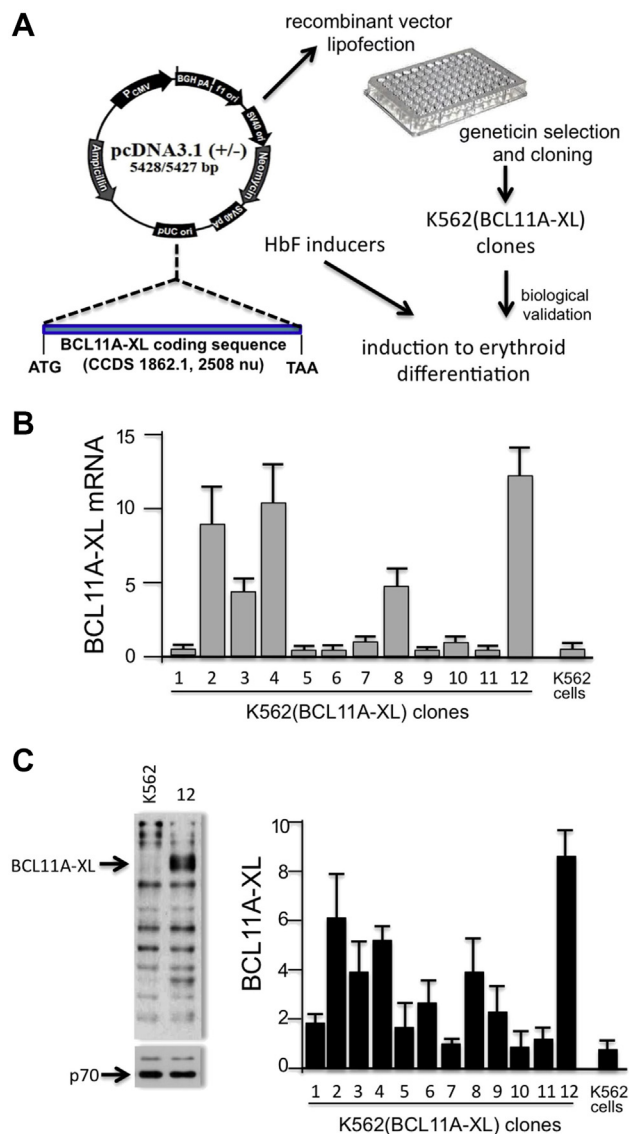 A
recombinant vector
lipofection
PCMV
BGH pA
f1 ori
SV40 ori
Neomycin
SV40 pA
pUC ori
Ampicillin
pcDNA3.1 (+/-)
5428/5427 bp
geneticin selection
and cloning
K562(BCL11A-XL)
clones
HbF inducers
biological
validation
induction to erythroid
differentiation
BCL11A-XL coding sequence
(CCDS 1862.1, 2508 nu)
ATG
TAA
B
BCL11A-XL mRNA
15
10
5
0
1 2 3 4 5 6 7 8 9 10 11 12
K562
cells
K562(BCL11A-XL) clones
C
K562
12
BCL11A-XL
p70
BCL11A-XL
10
8
6
4
2
0
1 2 3 4 5 6 7 8 9 10 11 12
K562
cells
K562(BCL11A-XL) clones